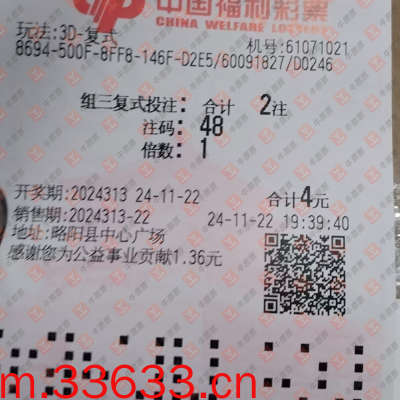 中国福利彩票
CHINA WELFARE LOTTERY
玩法:3D-复式
机号:61071021
8694-500F-8FF8-146F-D2E5/60091827/D0246
组三复式投注: 合计 2注
注码: 48
倍数: 1
开奖期:2024313 24-11-22 合计4元
销售期:2024313-22 24-11-22 19:39:40
地址:略阳县中心广场
感谢您为公益事业贡献1.36元
m.33633.cn